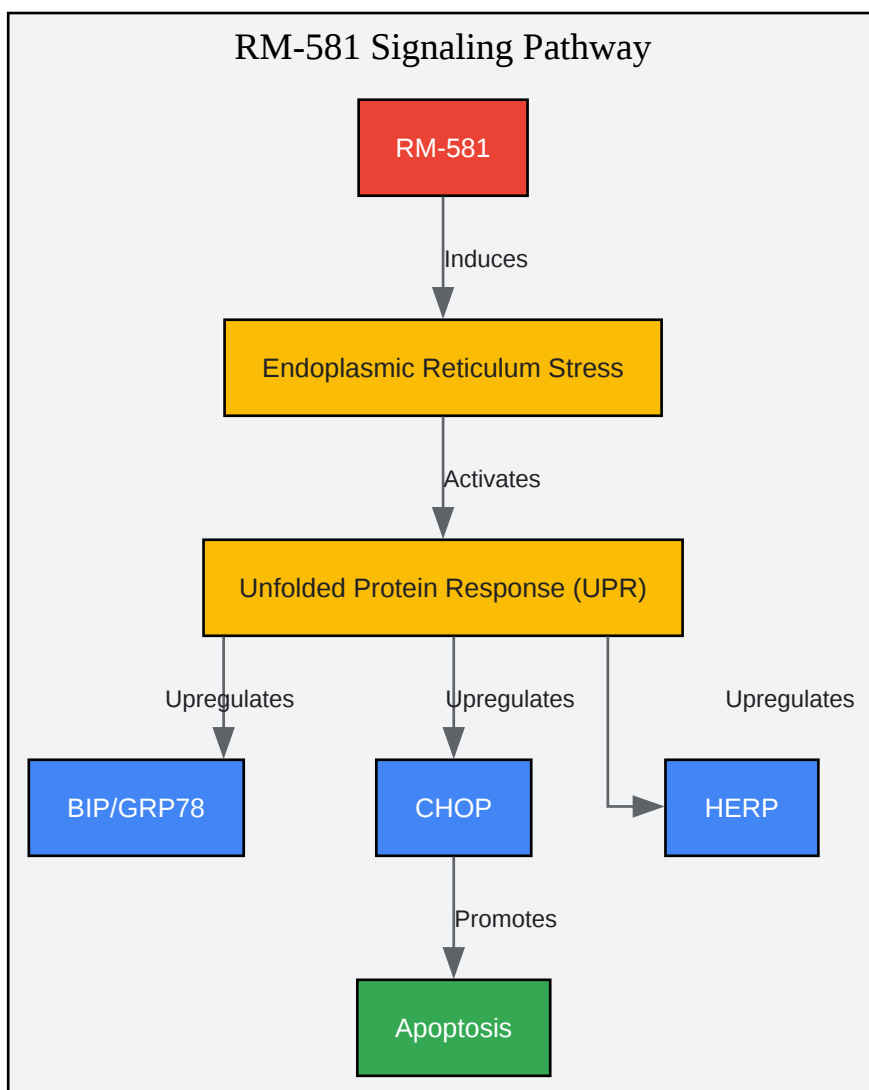 RM-581 Signaling Pathway
RM-581
Induces
Endoplasmic Reticulum Stress
Activates
Unfolded Protein Response (UPR)
Upregulates
Upregulates
Upregulates
BIP/GRP78
CHOP
HERP
Promotes
Apoptosis